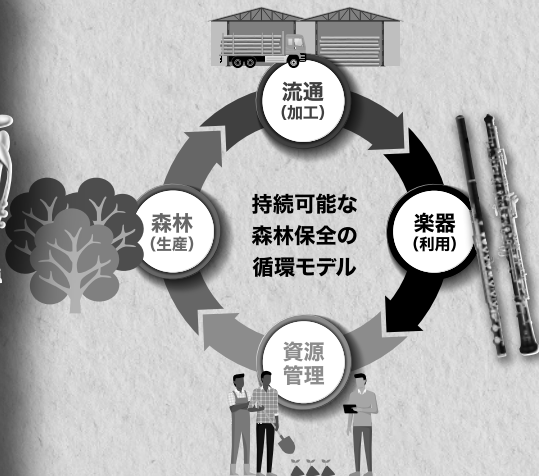 流通
(加工)
森林
(生産)
持続可能な
森林保全の
循環モデル
楽器
(利用)
資源
管理